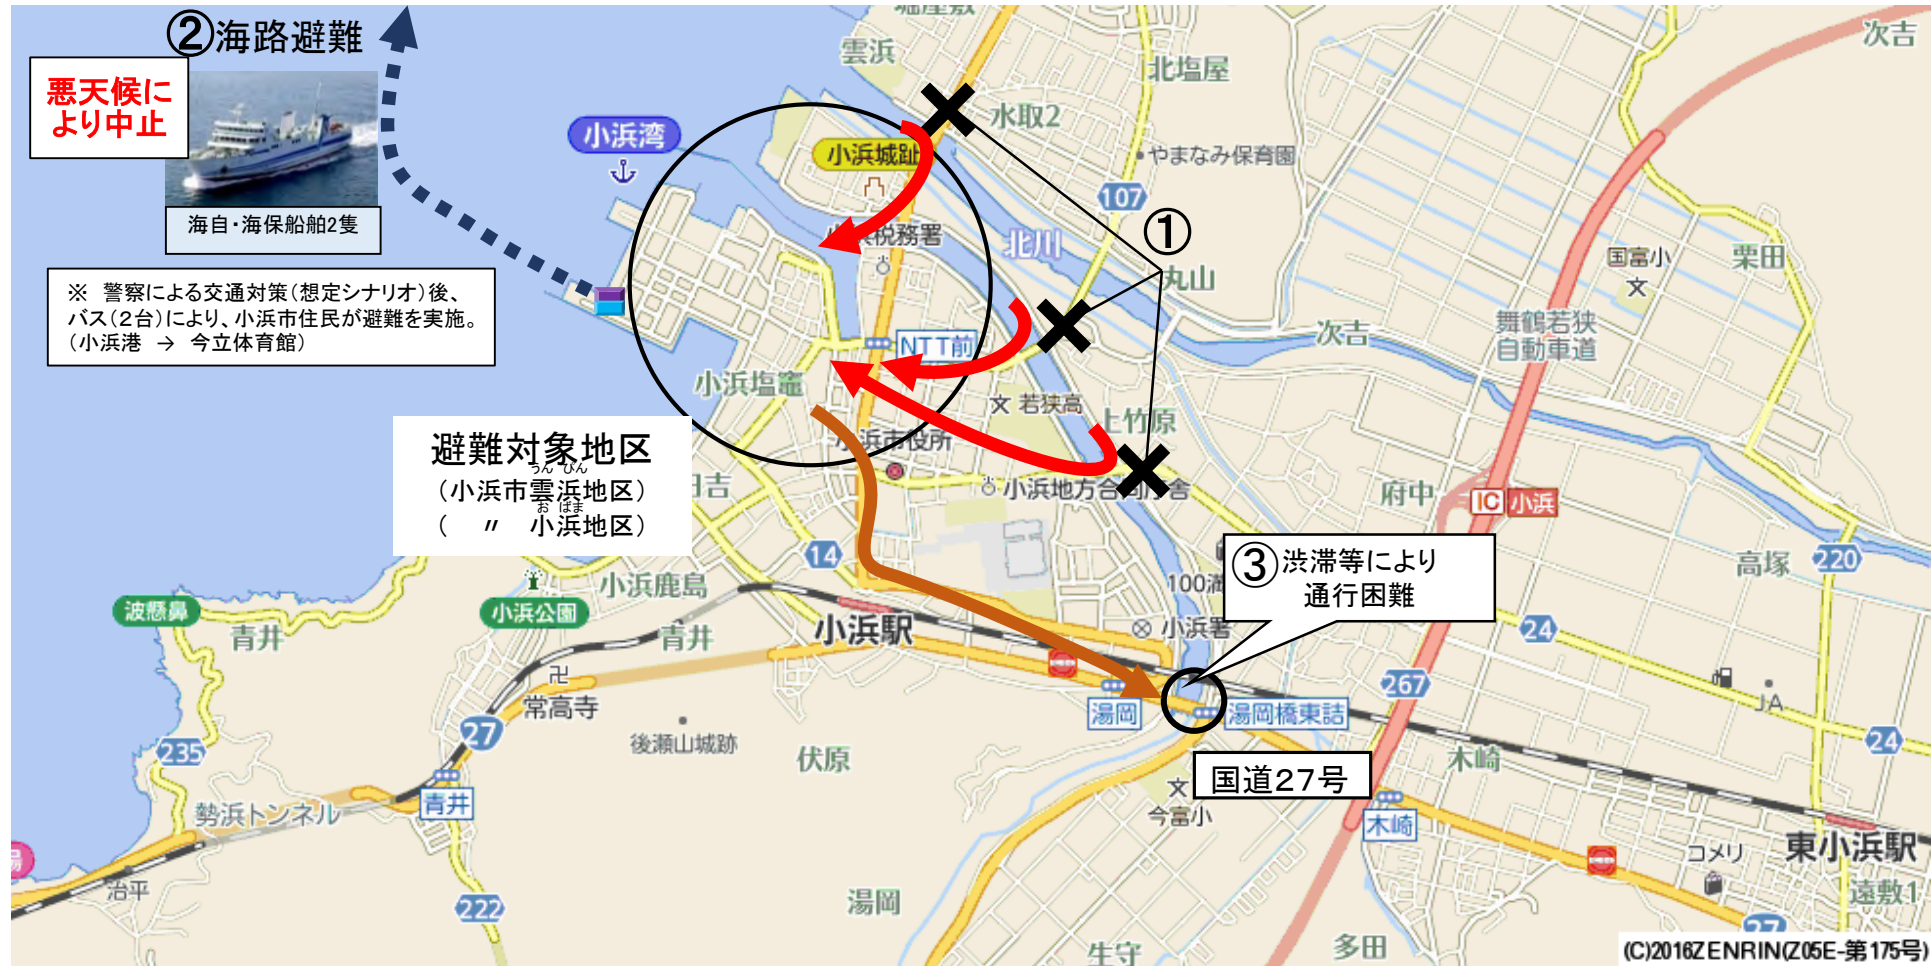 ②海路避難
悪天候に
より中止
海自・海保船舶2隻
※ 警察による交通対策(想定シナリオ)後、
バス(2台)により、小浜市住民が避難を実施。
(小浜港 → 今立体育館)
避難対象地区
うん びん
(小浜市雲浜地区)
お ばま
( 〃 小浜地区)
①
③渋滞等により
通行困難
国道27号
雲浜
北塩屋
次吉
水取2
小浜湾
小浜城趾
やまなみ保育園
107
北川
丸山
国富小
栗田
次吉
舞鶴若狭
自動車道
NTT前
小浜塩竈
若狭高
上竹原
小浜市役所
府中
IC 小浜
14
小浜鹿島
高塚
220
波懸鼻
青井
小浜公園
青井
小浜駅
小浜署
24
267
JA
常高寺
湯岡
湯岡橋東詰
27
235
後瀬山城跡
伏原
木崎
24
勢浜トンネル
青井
今富小
木崎
コメリ
東小浜駅
治平
遠敷1
222
湯岡
27
生守
多田
(C)2016ZENRIN(Z05E-第175号)